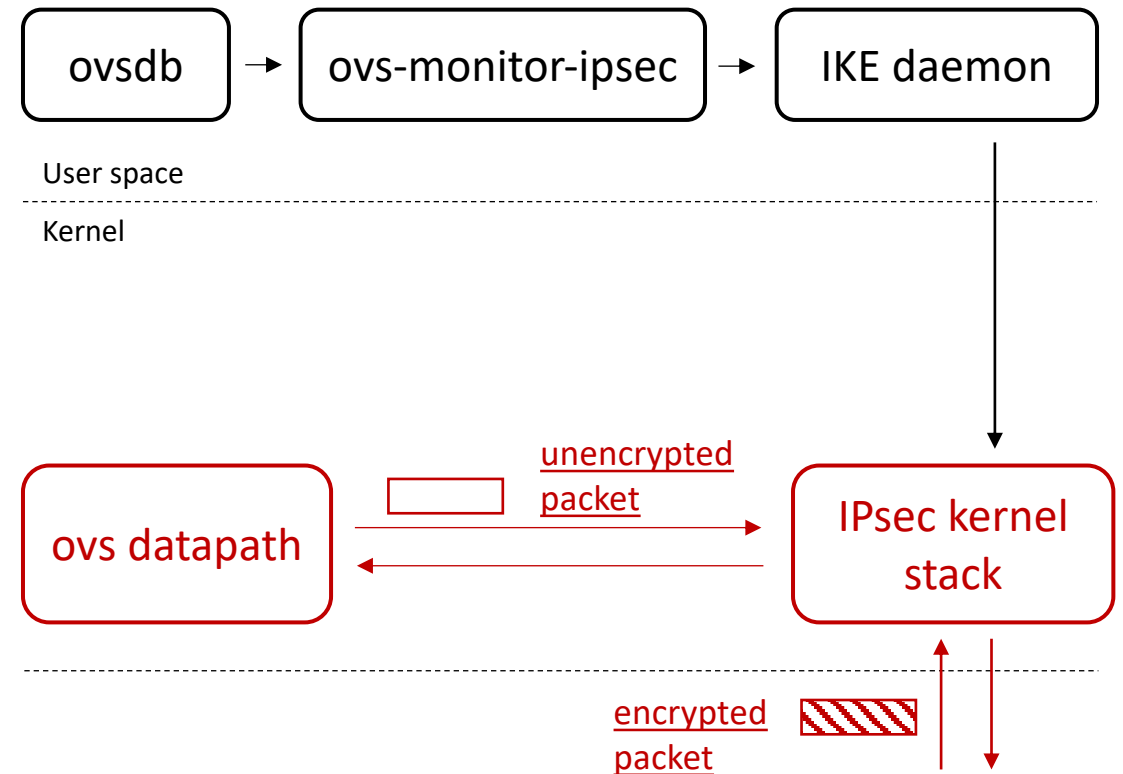 ovsdb
ovs-monitor-ipsec
IKE daemon
User space
Kernel
unencrypted
packet
ovs datapath
IPsec kernel
stack
encrypted
packet